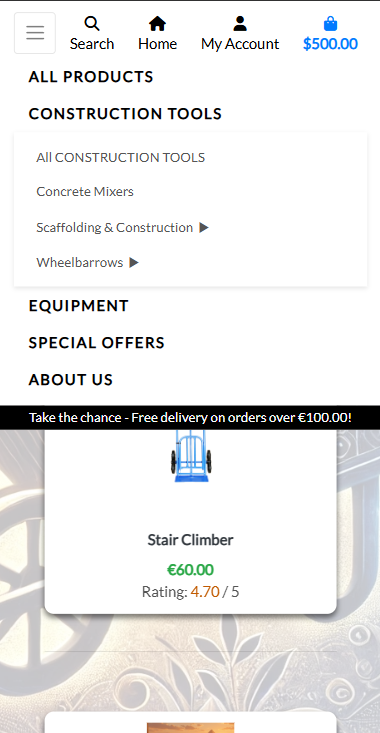 Search Home My Account $500.00
ALL PRODUCTS
CONSTRUCTION TOOLS
All CONSTRUCTION TOOLS
Concrete Mixers
Scaffolding & Construction ▶
Wheelbarrows ▶
EQUIPMENT
SPECIAL OFFERS
ABOUT US
Take the chance - Free delivery on orders over €100.00!
Stair Climber
€60.00
Rating: 4.70 / 5